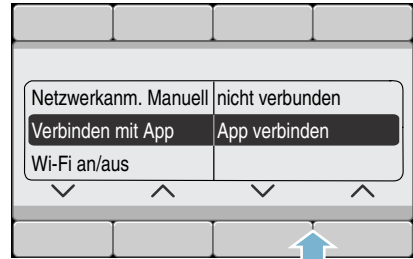 Netzwerkanm. Manuell nicht verbunden
Verbinden mit App App verbinden
Wi-Fi an/aus